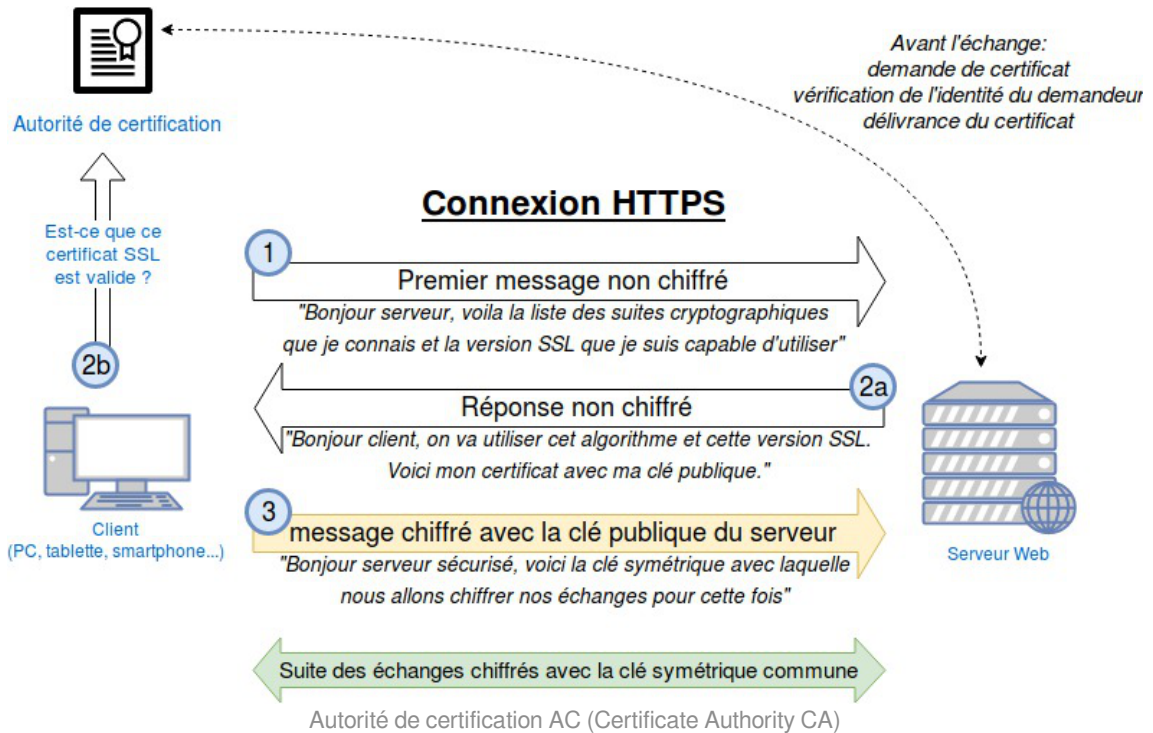 Avant l'échange:
demande de certificat
vérification de l'identité du demandeur
délivrance du certificat
Autorité de certification
Connexion HTTPS
Est-ce que ce
certificat SSL
est valide ?
2b
1
Premier message non chiffré
"Bonjour serveur, voila la liste des suites cryptographiques
que je connais et la version SSL que je suis capable d'utiliser"
2a
Réponse non chiffré
"Bonjour client, on va utiliser cet algorithme et cette version SSL.
Voici mon certificat avec ma clé publique."
Client
(PC, tablette, smartphone...)
3
message chiffré avec la clé publique du serveur
"Bonjour serveur sécurisé, voici la clé symétrique avec laquelle
nous allons chiffrer nos échanges pour cette fois"
Serveur Web
Suite des échanges chiffrés avec la clé symétrique commune
Autorité de certification AC (Certificate Authority CA)